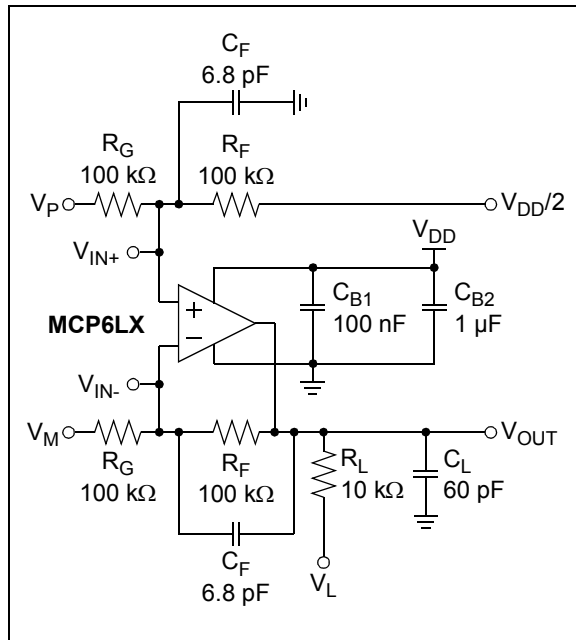 C_F
6.8 pF
R_G
100 kΩ
R_F
100 kΩ
V_P
V_DD/2
V_IN+
V_DD
MCP6LX
+
−
C_B1
100 nF
C_B2
1 µF
V_IN-
V_M
V_OUT
R_G
100 kΩ
R_F
100 kΩ
R_L
10 kΩ
C_L
60 pF
C_F
6.8 pF
V_L